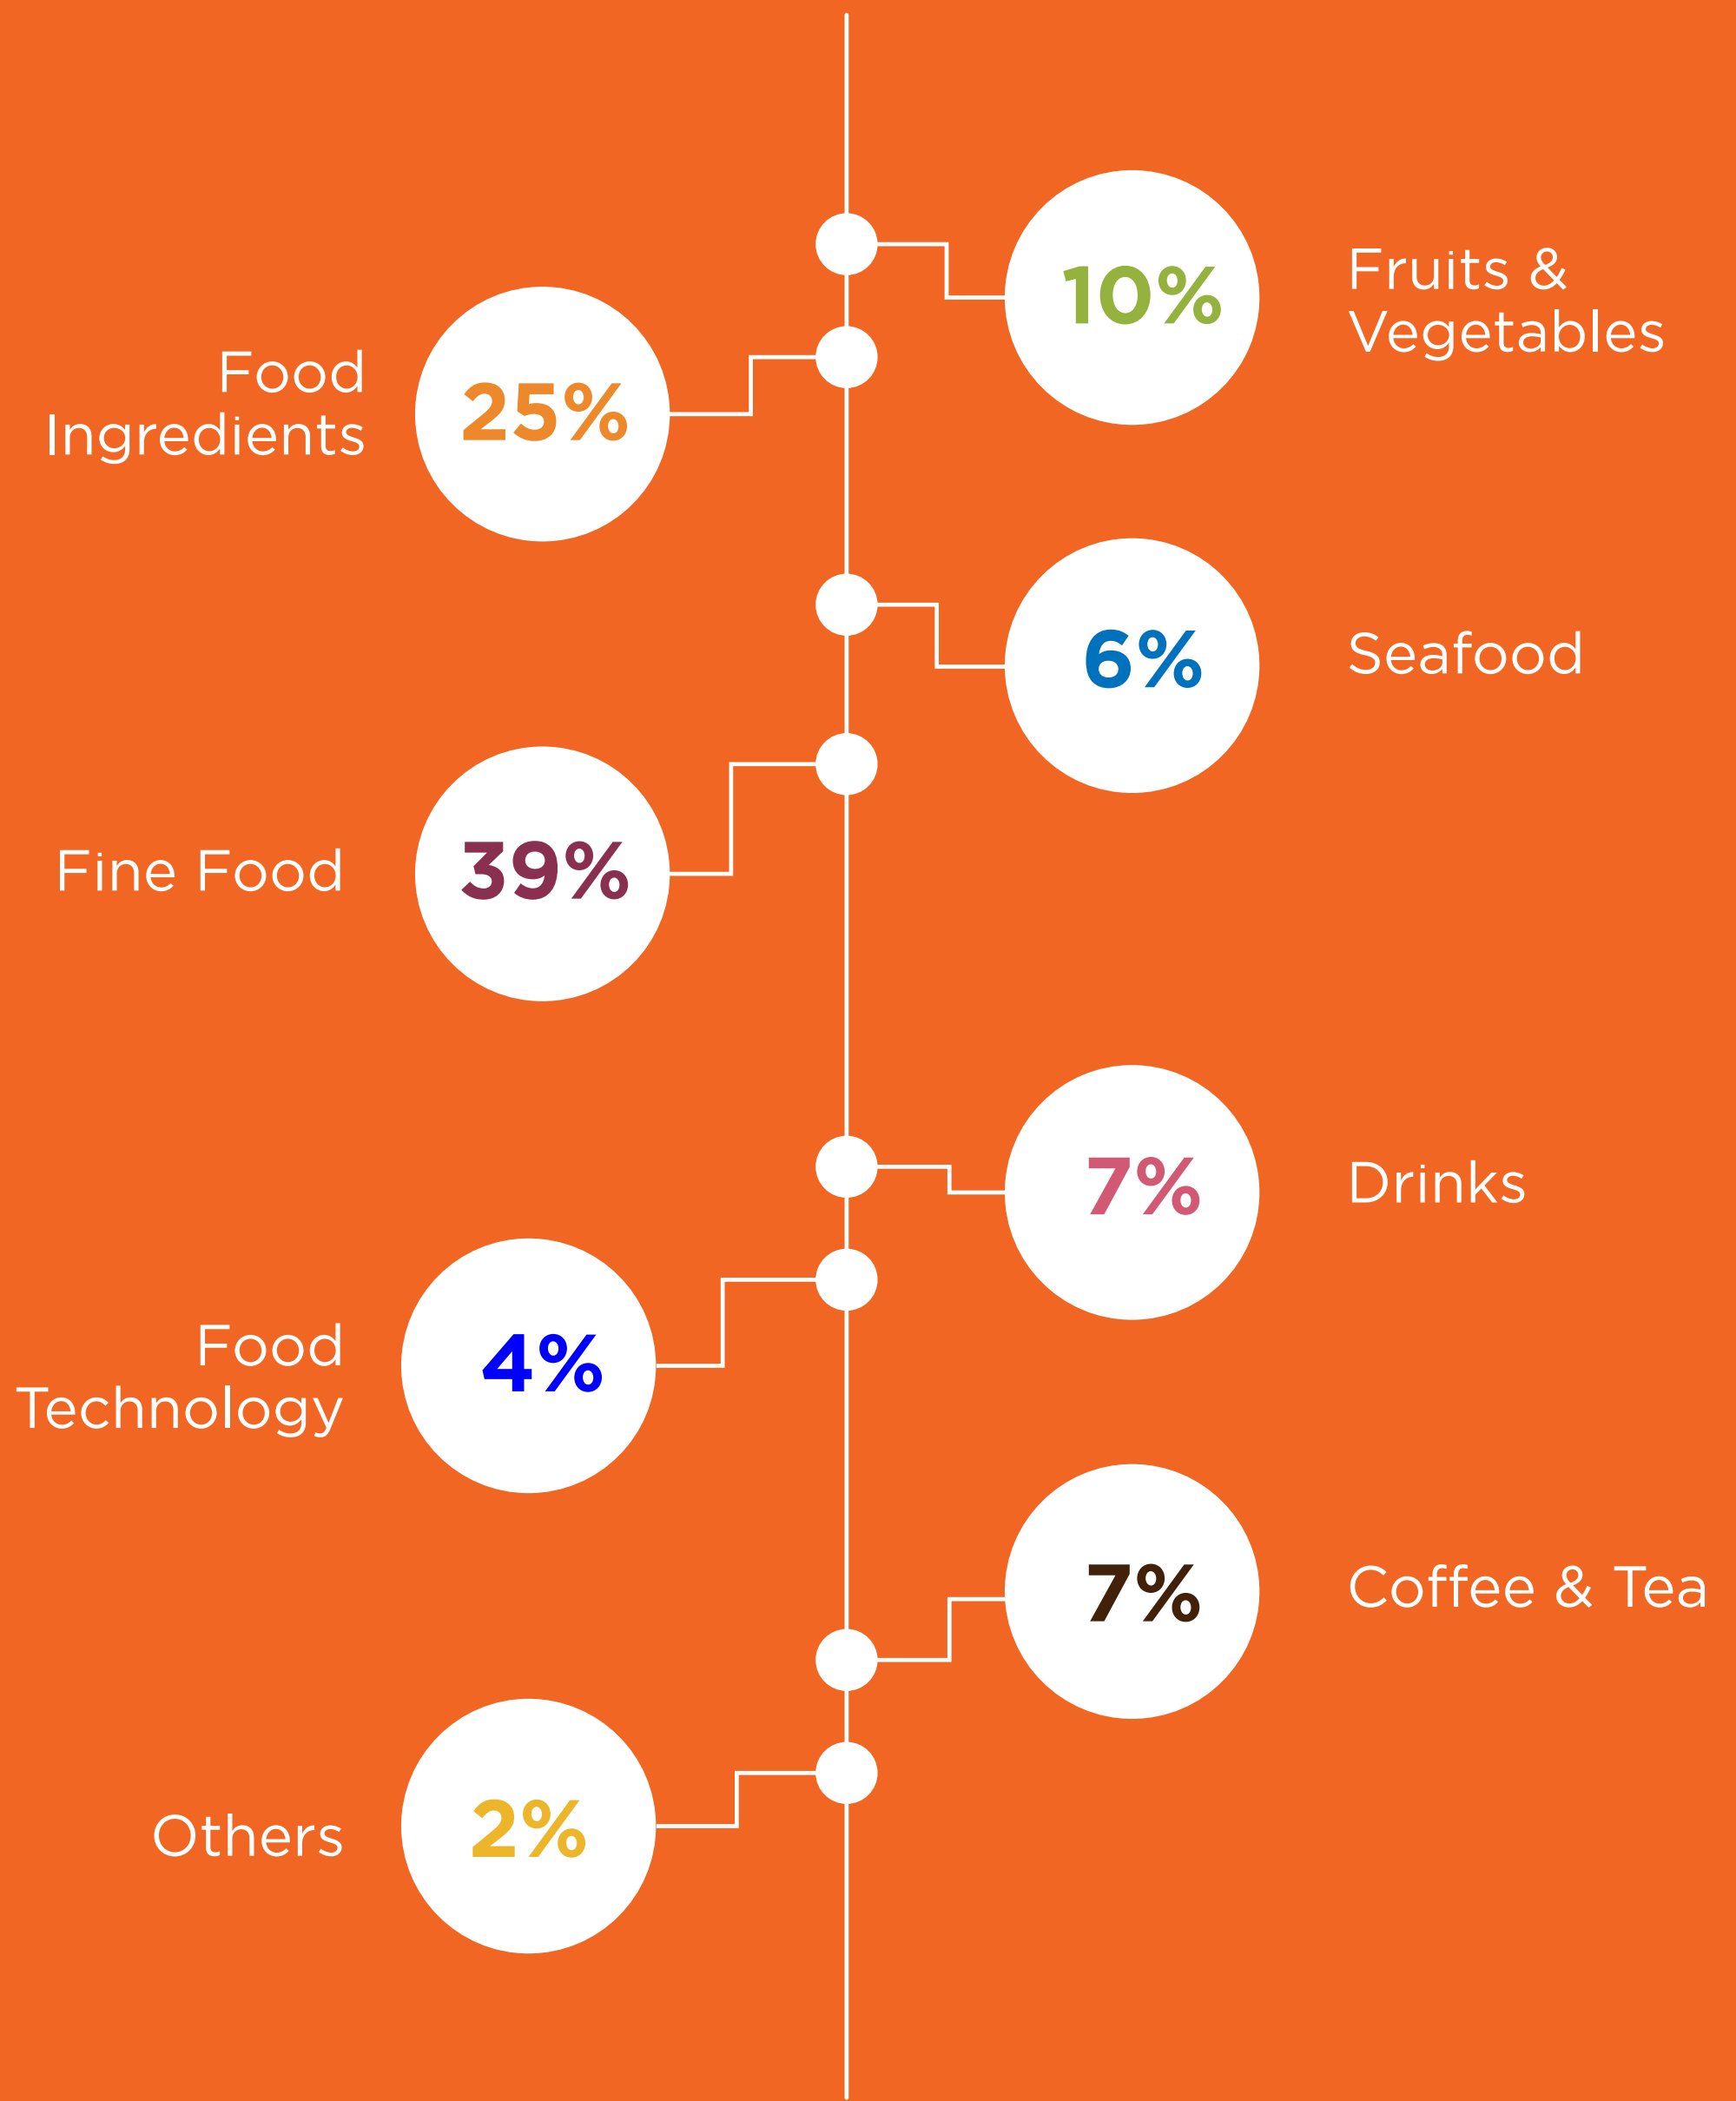 10%
Fruits &
Vegetables
Food
Ingredients
25%
6%
Seafood
Fine Food
39%
7%
Drinks
Food
Technology
4%
7%
Coffee & Tea
Others
2%